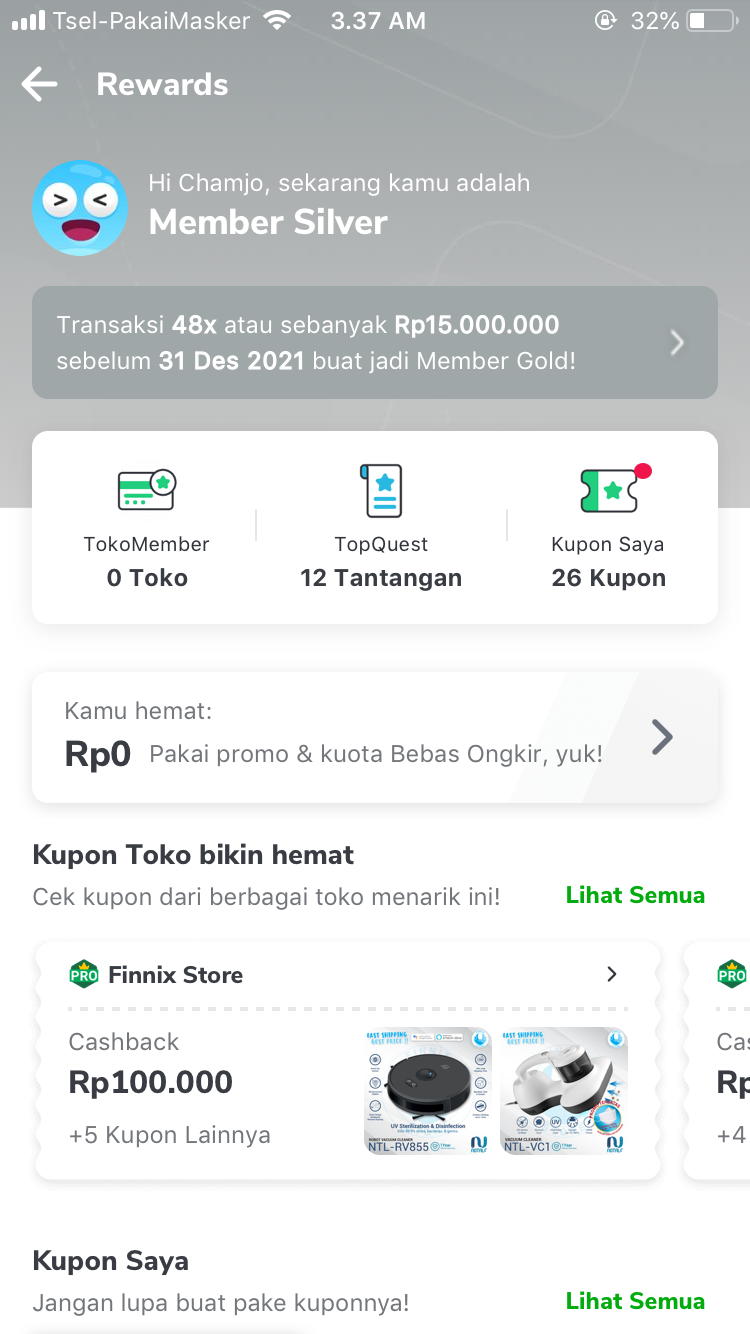 Tsel-PakaiMasker 3.37 AM 32%
Rewards
Hi Chamjo, sekarang kamu adalah
Member Silver
Transaksi 48x atau sebanyak Rp15.000.000
sebelum 31 Des 2021 buat jadi Member Gold!
TokoMember TopQuest Kupon Saya
0 Toko 12 Tantangan 26 Kupon
Kamu hemat:
Rp0 Pakai promo & kuota Bebas Ongkir, yuk!
Kupon Toko bikin hemat
Cek kupon dari berbagai toko menarik ini! Lihat Semua
PRO Finnix Store PRO
Cashback
Rp100.000
+5 Kupon Lainnya +4
FAST SHIPPING
BEST PRICE !!
UV Sterilization & Disinfection
ROBOT VACUUM CLEANER
NTL-RV855
FAST SHIPPING
BEST PRICE !!
VACUUM CLEANER
NTL-VC1
Kupon Saya
Jangan lupa buat pake kuponnya! Lihat Semua